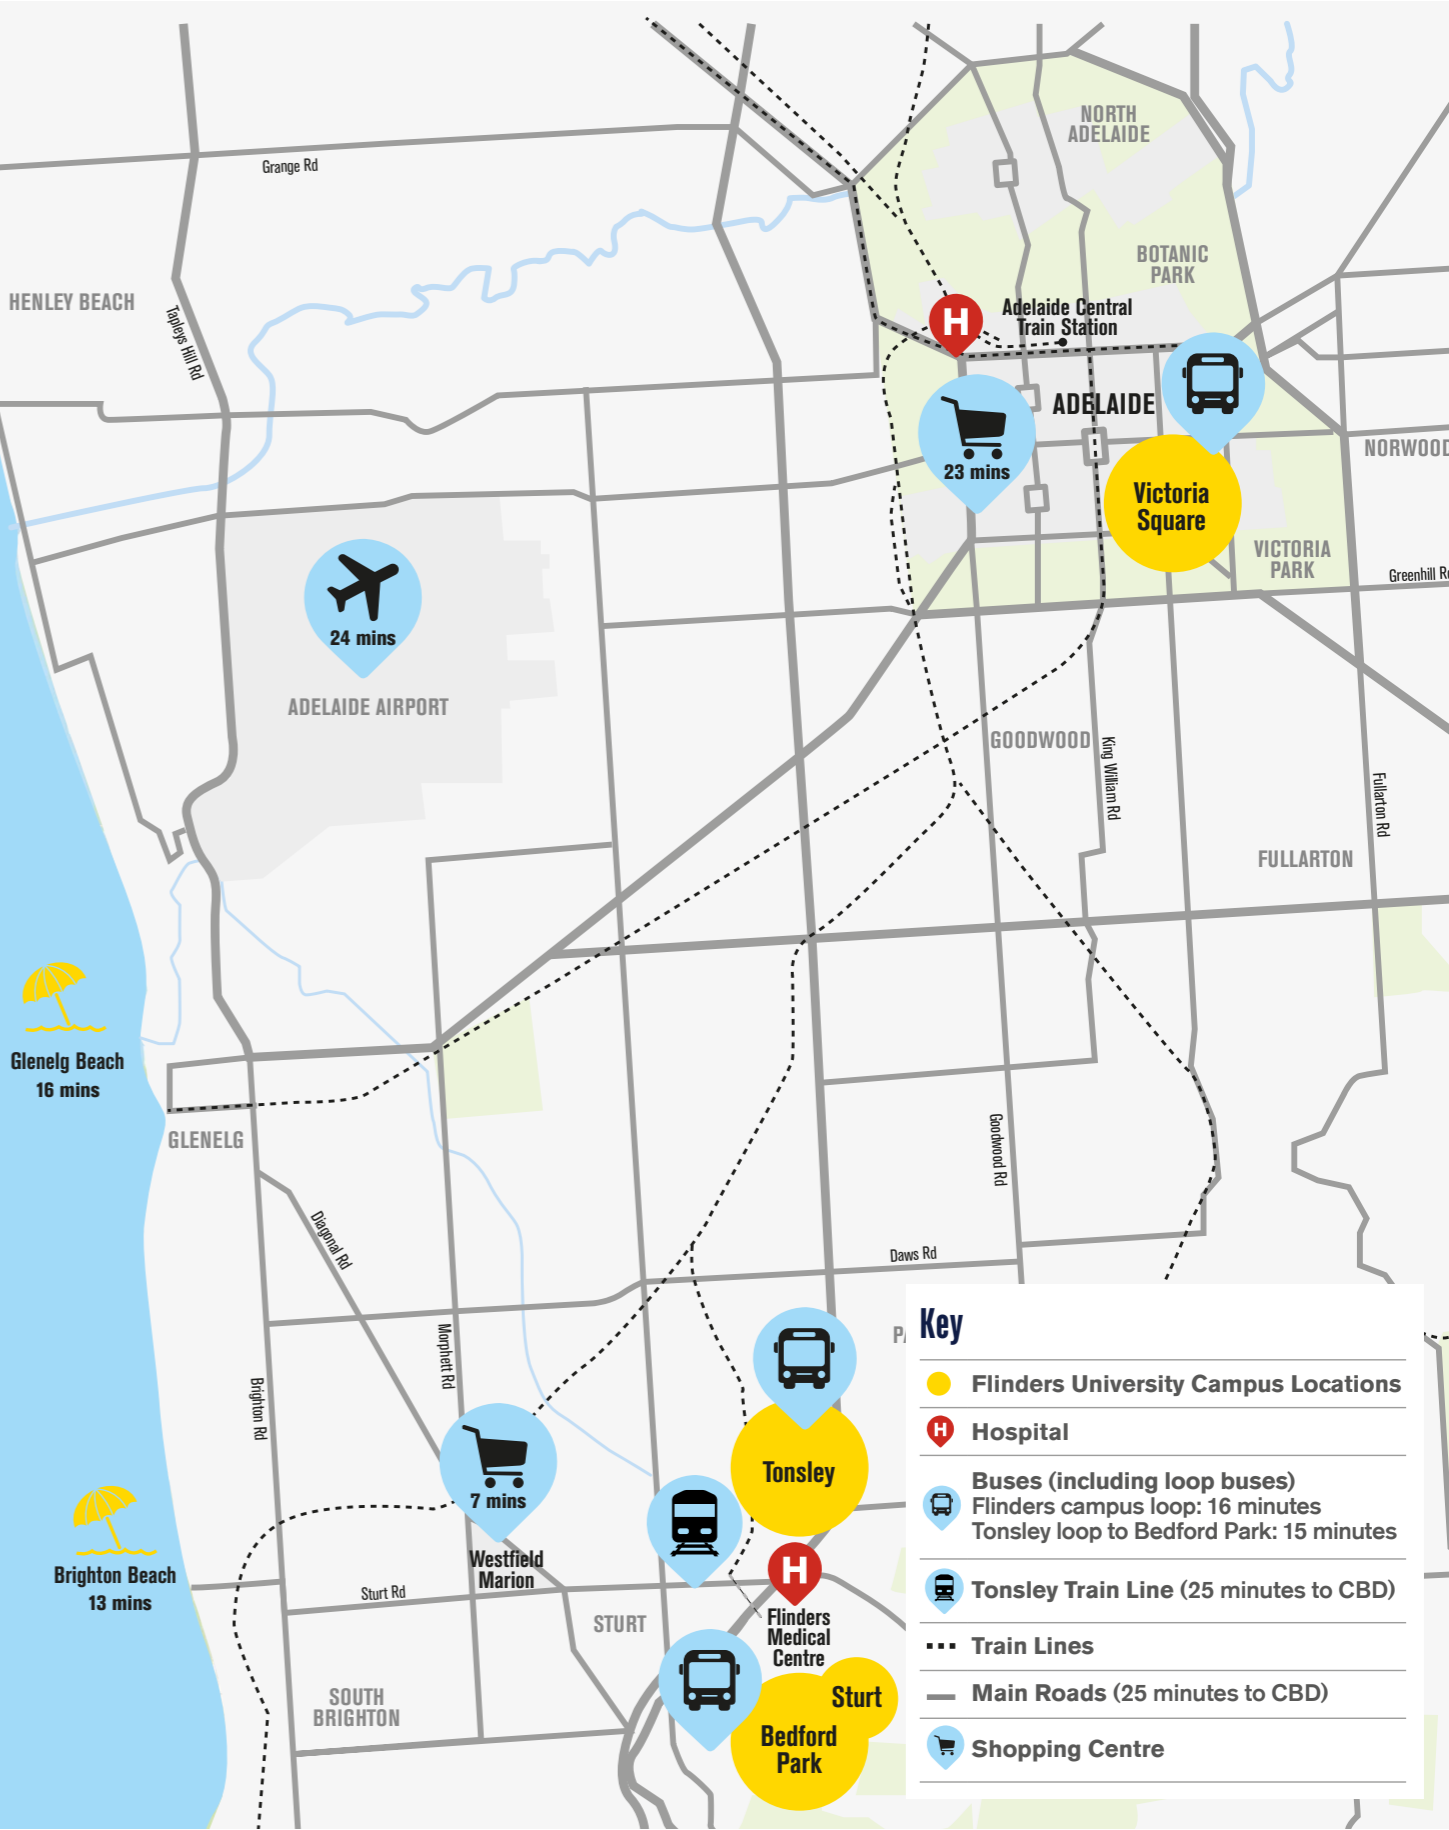 NORTH
ADELAIDE
Grange Rd
BOTANIC
PARK
HENLEY BEACH
Tapleys Hill Rd
H
Adelaide Central
Train Station
ADELAIDE
23 mins
NORWOOD
Victoria
Square
VICTORIA
PARK
Greenhill Rd
24 mins
ADELAIDE AIRPORT
GOODWOOD
King William Rd
Fullarton Rd
FULLARTON
Glenelg Beach
16 mins
GLENELG
Goodwood Rd
Diagonal Rd
Daws Rd
Morphett Rd
Brighton Rd
PA
Tonsley
7 mins
Westfield
Marion
Brighton Beach
13 mins
Sturt Rd
H
Flinders
Medical
Centre
STURT
SOUTH
BRIGHTON
Sturt
Bedford
Park
Key
Flinders University Campus Locations
H
Hospital
Buses (including loop buses)
Flinders campus loop: 16 minutes
Tonsley loop to Bedford Park: 15 minutes
Tonsley Train Line (25 minutes to CBD)
Train Lines
Main Roads (25 minutes to CBD)
Shopping Centre